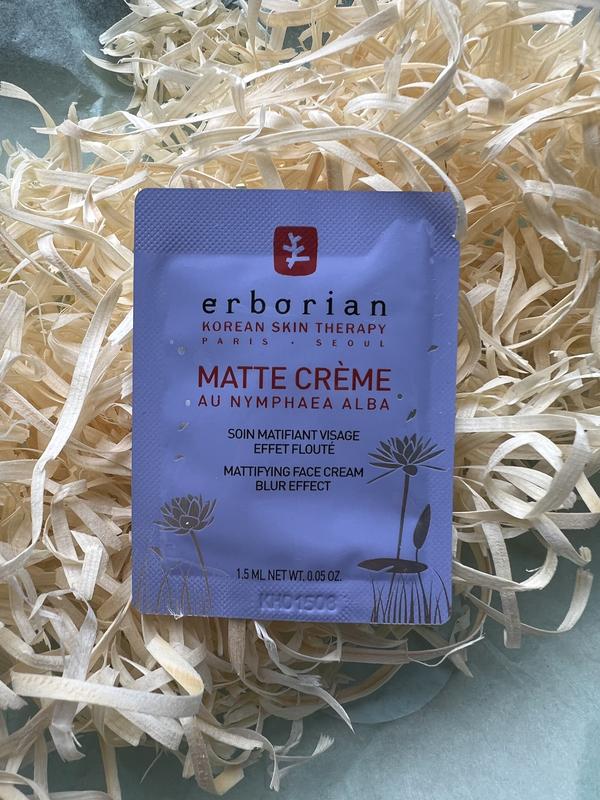 erborian
KOREAN SKIN THERAPY
PARIS · SEOUL
MATTE CRÈME
AU NYMPHAEA ALBA
SOIN MATIFIANT VISAGE
EFFET FLOUTÉ
MATTIFYING FACE CREAM
BLUR EFFECT
1.5 ML NET WT. 0.05 OZ.